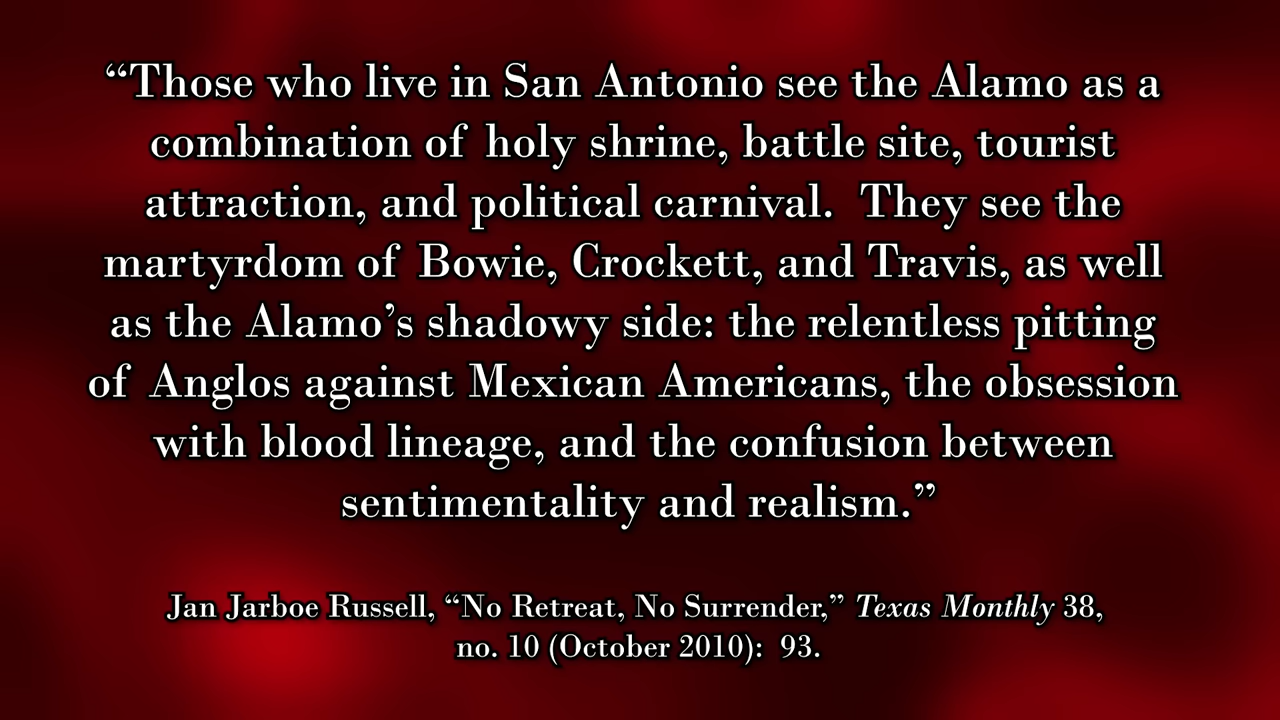 “Those who live in San Antonio see the Alamo as a
combination of holy shrine, battle site, tourist
attraction, and political carnival.  They see the
martyrdom of Bowie, Crockett, and Travis, as well
as the Alamo’s shadowy side: the relentless pitting
of Anglos against Mexican Americans, the obsession
with blood lineage, and the confusion between
sentimentality and realism.”
Jan Jarboe Russell, “No Retreat, No Surrender,” Texas Monthly 38,
no. 10 (October 2010):  93.